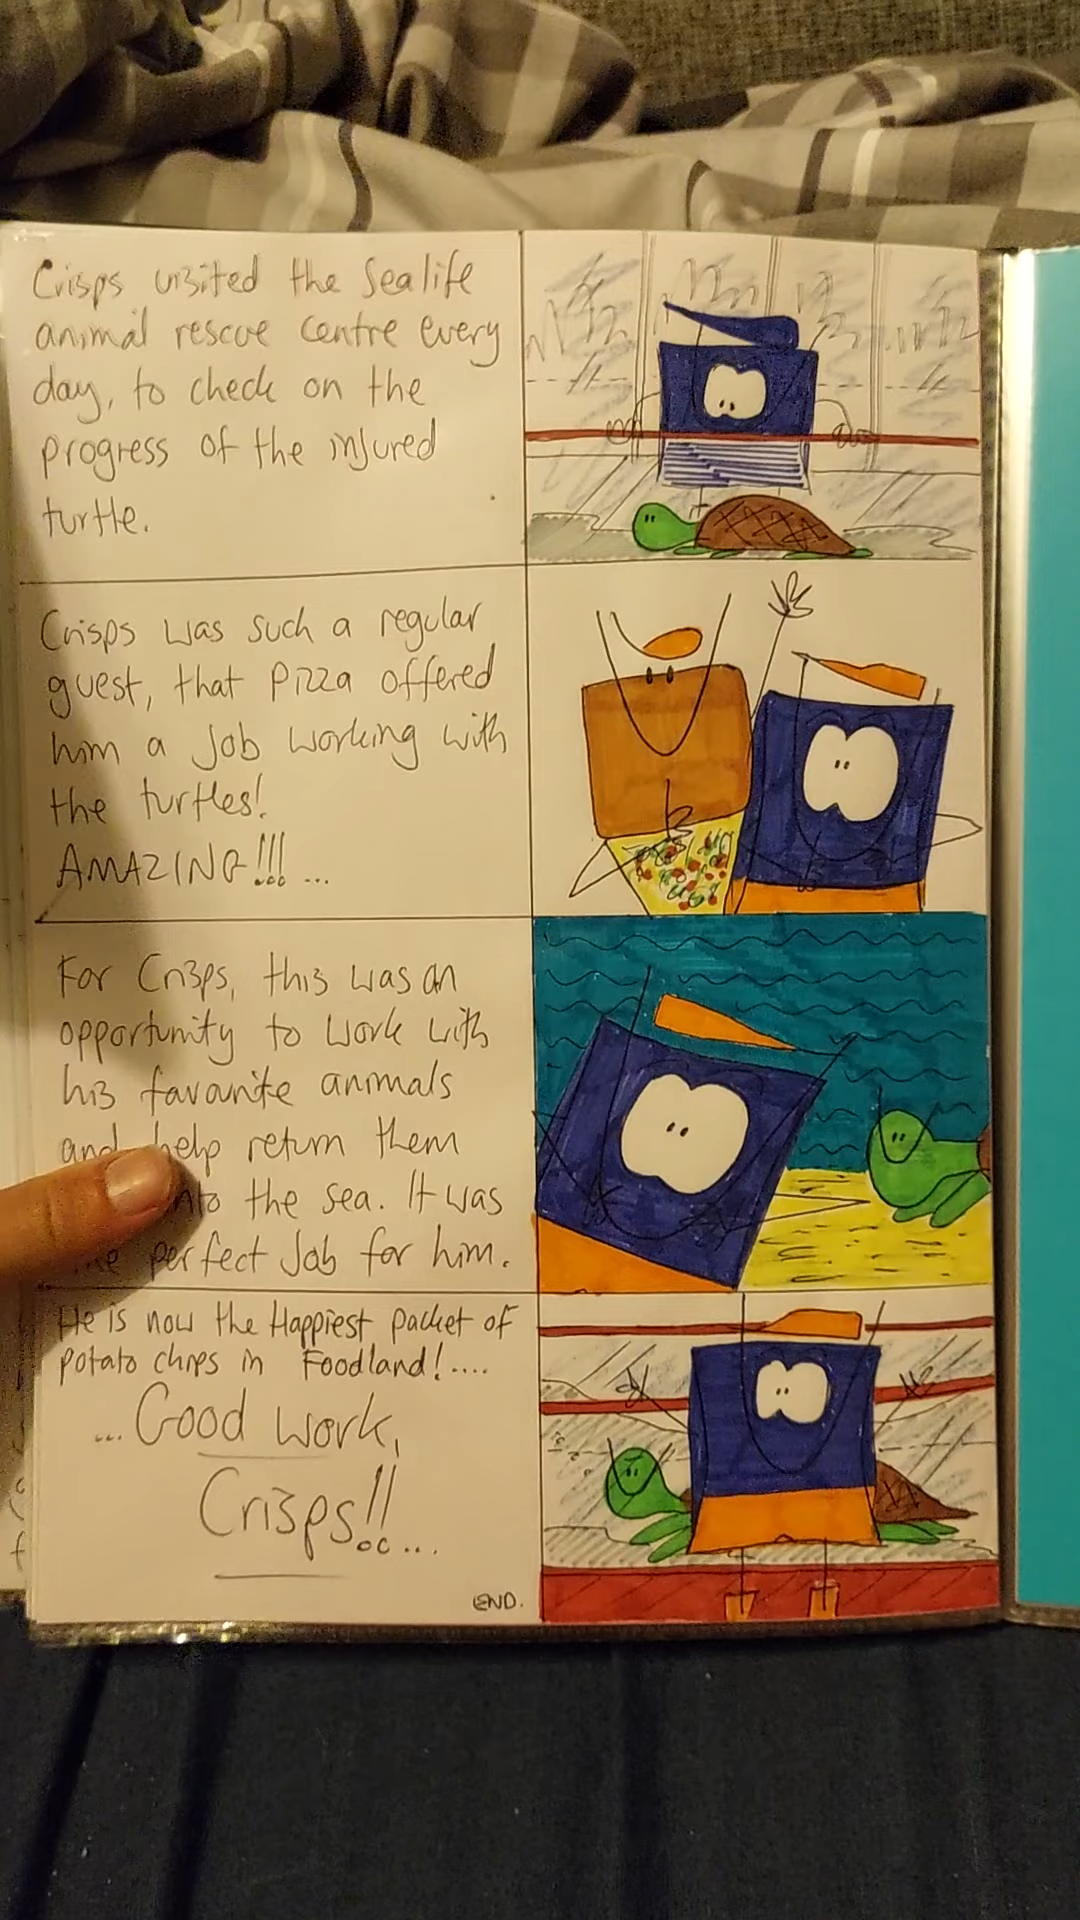 Crisps visited the Sealife
animal rescue centre every
day, to check on the
progress of the injured
turtle.
Crisps was such a regular
guest, that Pizza offered
him a job working with
the turtles!
AMAZING!!! ...
For Crisps, this was an
opportunity to work with
his favourite animals
and help return them
the sea. It was
perfect job for him.
He is now the Happiest packet of
potato chips in Foodland!....
... Good work,
Crisps!! ...
END.